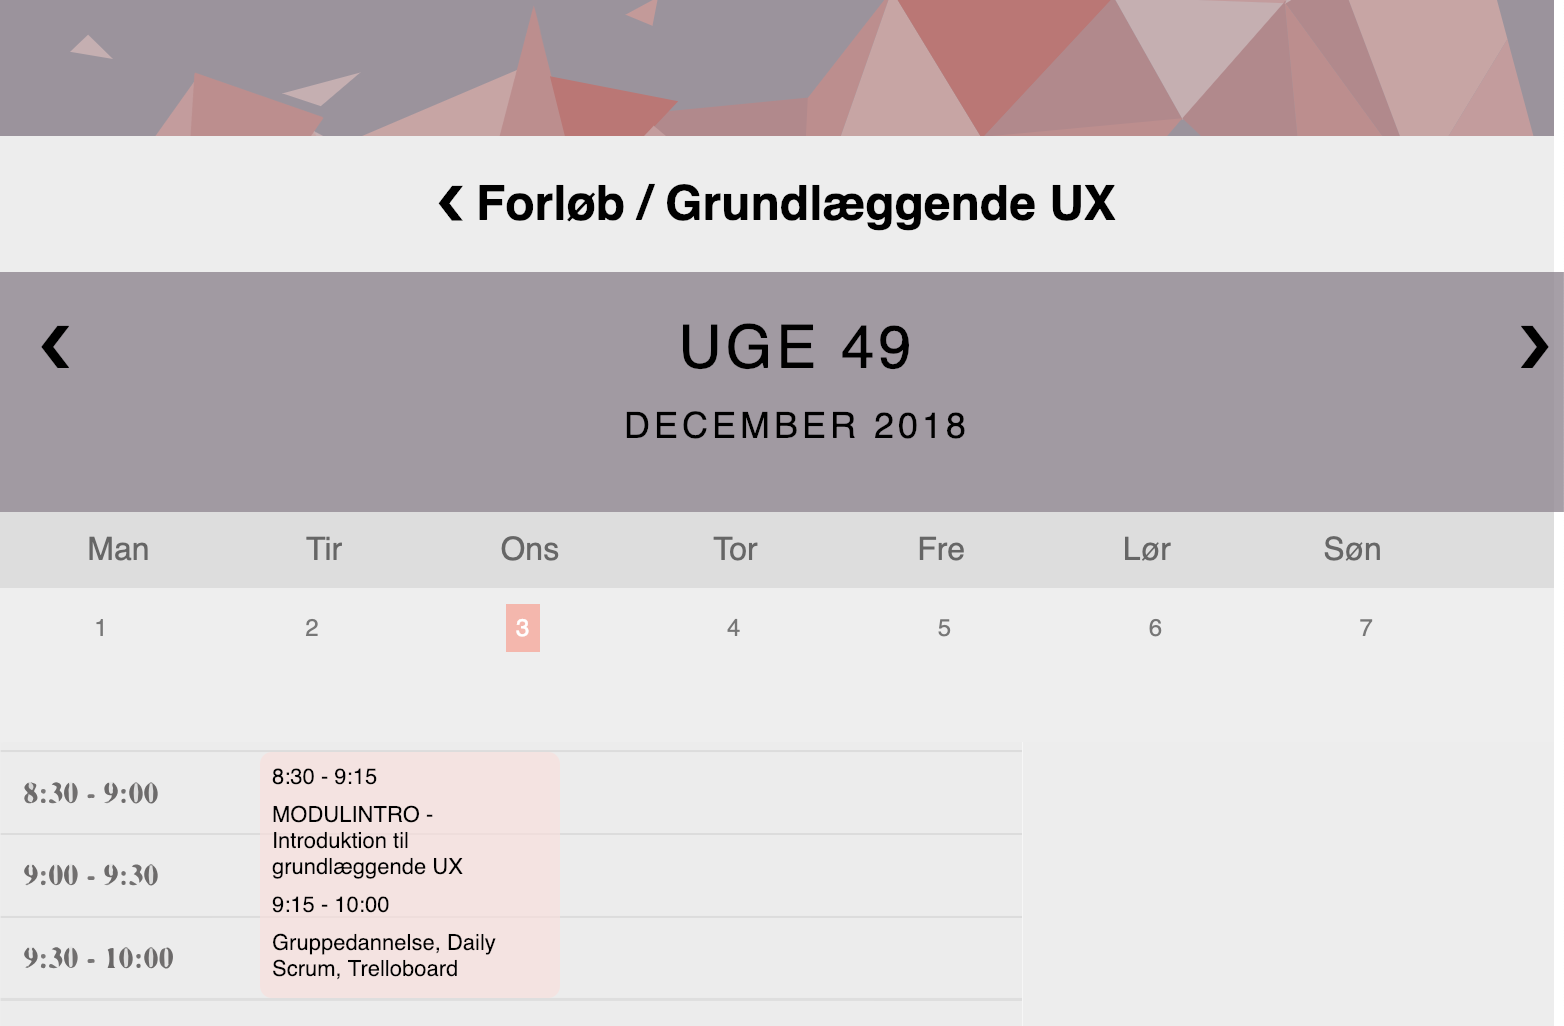 ❮ Forløb / Grundlæggende UX
❮
UGE 49
❯
DECEMBER 2018
Man Tir Ons Tor Fre Lør Søn
1 2 3 4 5 6 7
8:30 - 9:00
9:00 - 9:30
9:30 - 10:00
8:30 - 9:15
MODULINTRO -
Introduktion til
grundlæggende UX
9:15 - 10:00
Gruppedannelse, Daily
Scrum, Trelloboard